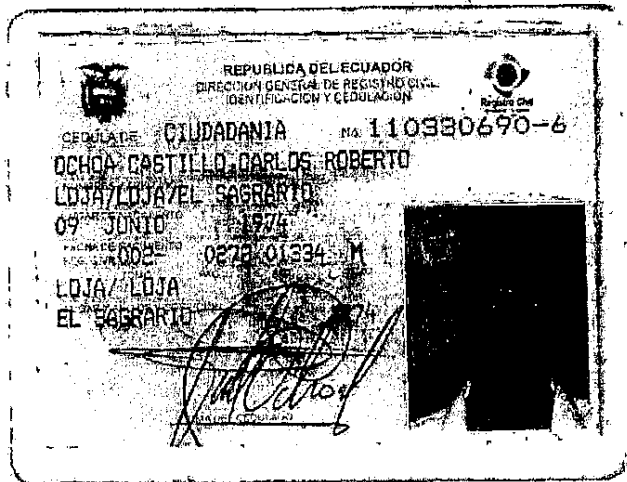 REPUBLICA DEL ECUADOR
DIRECCION GENERAL DE REGISTRO CIVIL
IDENTIFICACION Y CEDULACION
Registro Civil
CEDULA DE CIUDADANIA No. 110330690-6
OCHOA CASTILLO CARLOS ROBERTO
LOJA/LOJA/EL SAGRARIO
09 JUNIO 1974
002- 0272 01334 M
LOJA/ LOJA
EL SAGRARIO 74